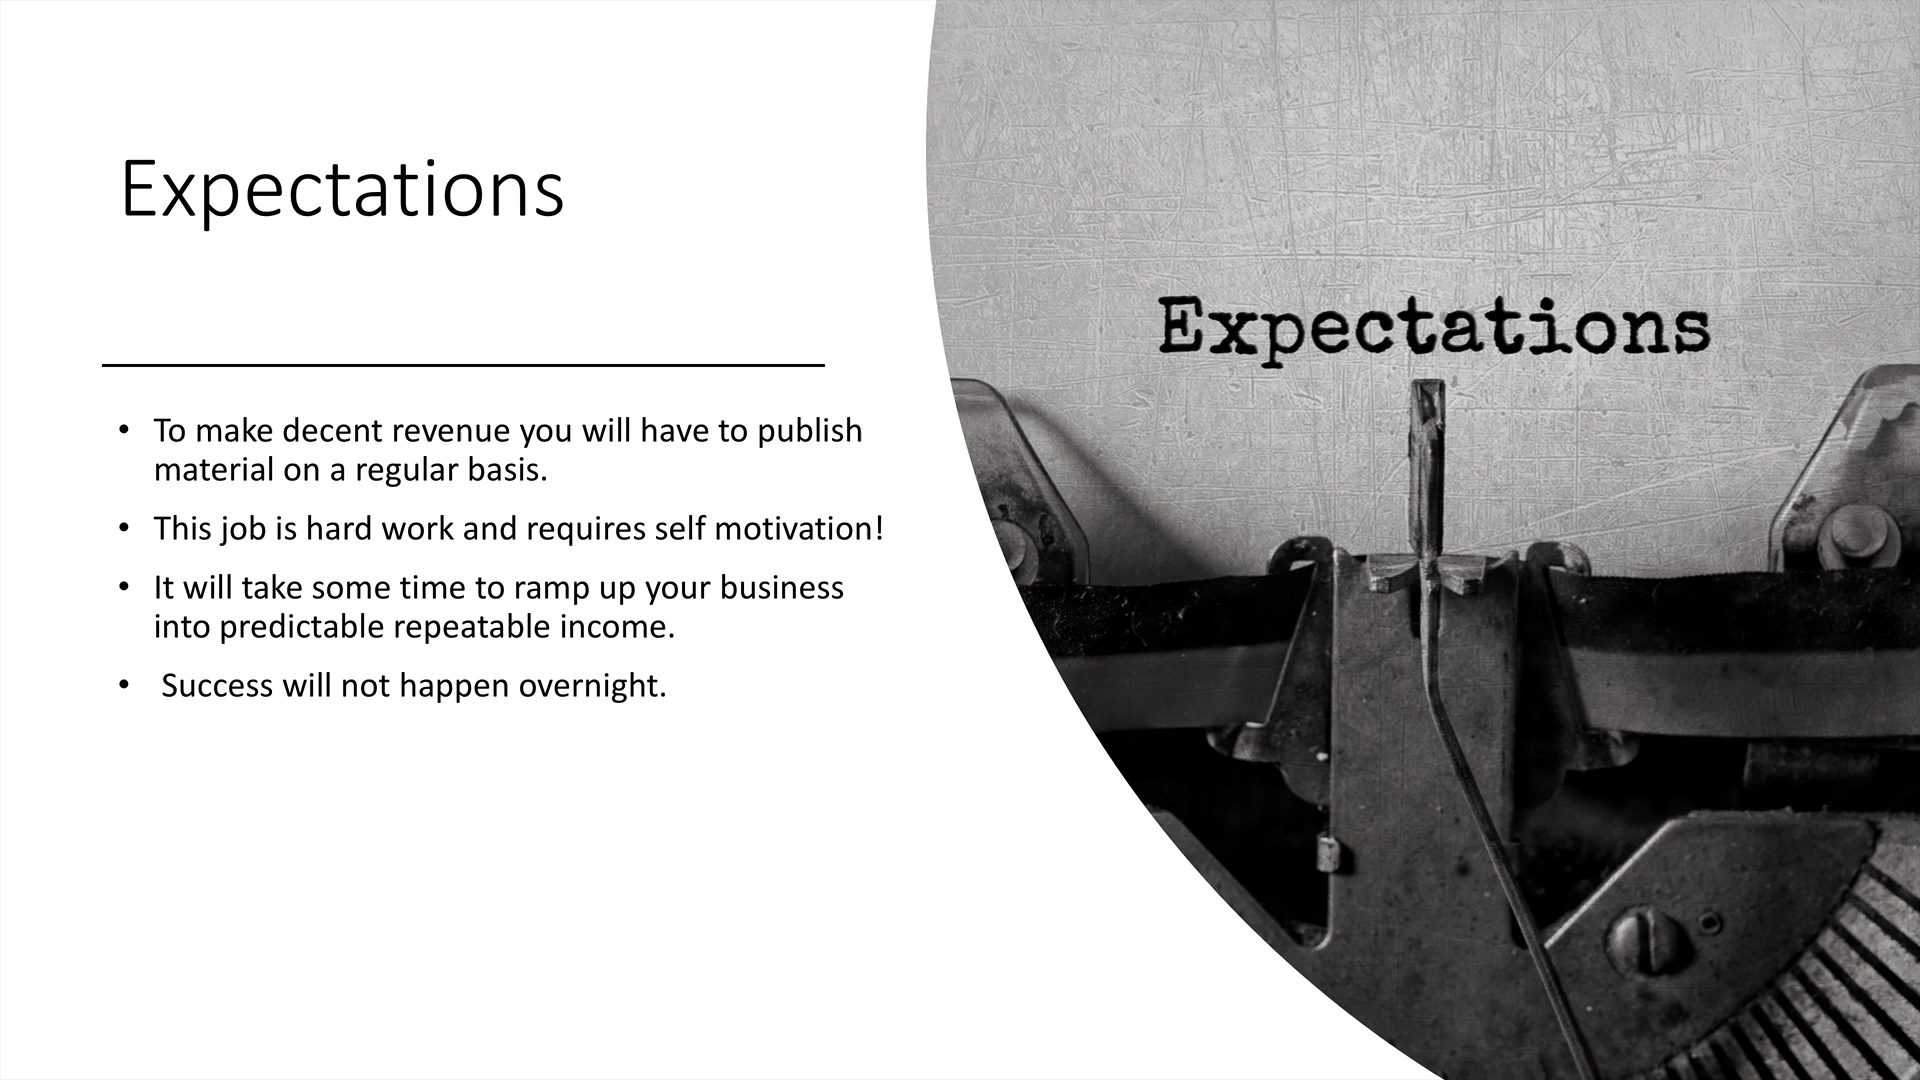 Expectations
• To make decent revenue you will have to publish
material on a regular basis.
• This job is hard work and requires self motivation!
• It will take some time to ramp up your business
into predictable repeatable income.
• Success will not happen overnight.
Expectations